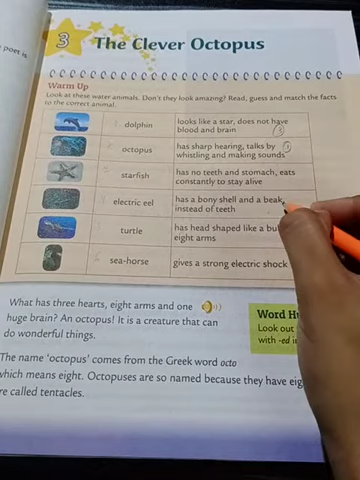 poet is
3 The Clever Octopus
Warm Up
Look at these water animals. Don't they look amazing? Read, guess and match the facts
to the correct animal.
1 dolphin looks like a star, does not have
blood and brain 3
octopus has sharp hearing, talks by 1
whistling and making sounds
starfish has no teeth and stomach, eats
constantly to stay alive
electric eel has a bony shell and a beak,
instead of teeth
turtle has head shaped like a
eight arms
sea-horse gives a strong electric shock
What has three hearts, eight arms and one
huge brain? An octopus! It is a creature that can
do wonderful things.
Word
Look out
with -ed
The name 'octopus' comes from the Greek word octo
which means eight. Octopuses are so named because they have
re called tentacles.